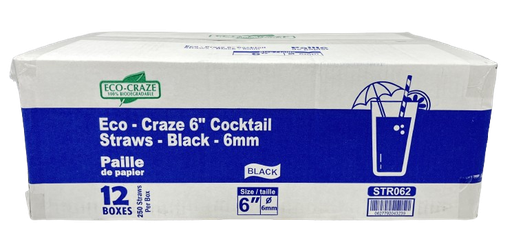 Paille
ECO-CRAZE
100% BIODEGRADABLE
Eco - Craze 6" Cocktail
Straws - Black - 6mm
Paille
de papier
BLACK
12
BOXES
250 Straws
Per Box
Size / taille
6"
Ø
6mm
STR062